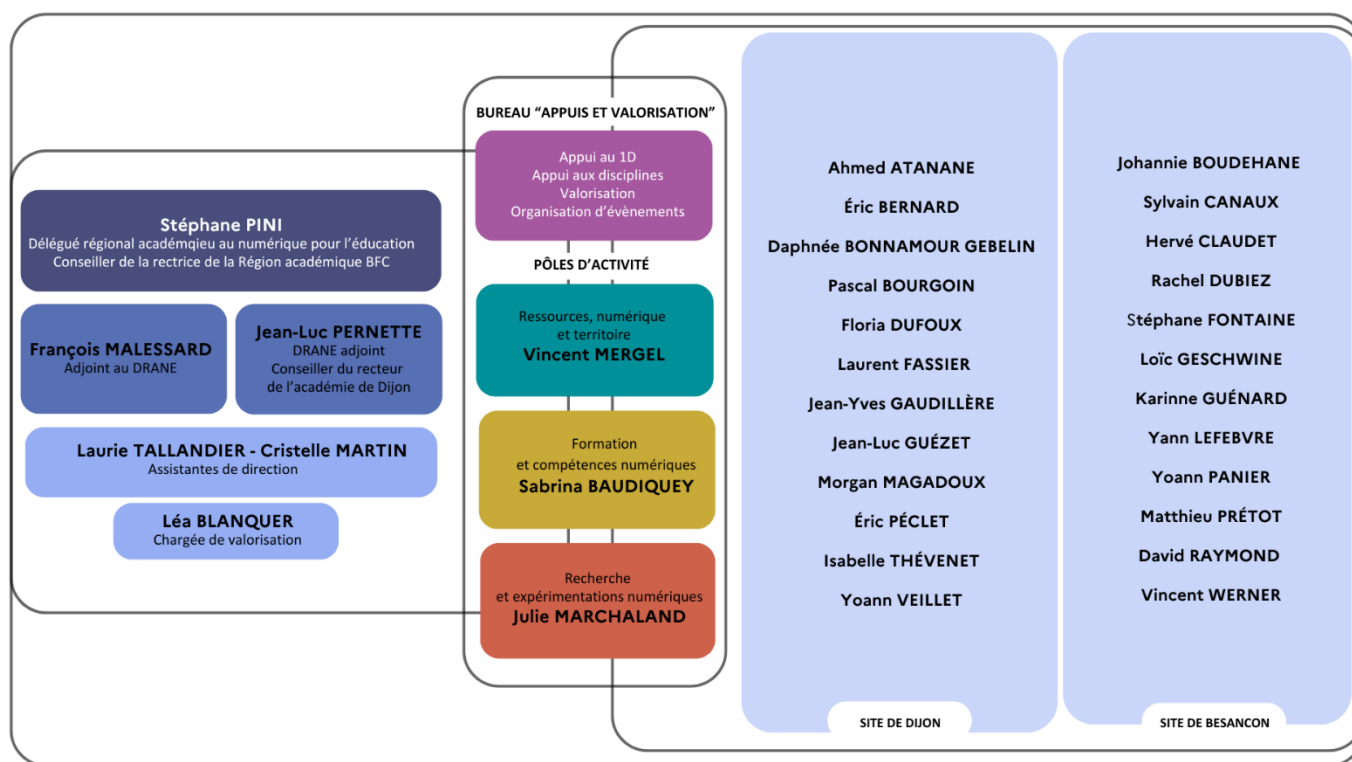 Stéphane PINI
Délégué régional académqieu au numérique pour l'éducation
Conseiller de la rectrice de la Région académique BFC
François MALESSARD
Adjoint au DRANE
Jean-Luc PERNETTE
DRANE adjoint
Conseiller du recteur
de l'académie de Dijon
Laurie TALLANDIER - Cristelle MARTIN
Assistantes de direction
Léa BLANQUER
Chargée de valorisation
BUREAU “APPUIS ET VALORISATION”
Appui au 1D
Appui aux disciplines
Valorisation
Organisation d'évènements
PÔLES D'ACTIVITÉ
Ressources, numérique
et territoire
Vincent MERGEL
Formation
et compétences numériques
Sabrina BAUDIQUEY
Recherche
et expérimentations numériques
Julie MARCHALAND
Ahmed ATANANE
Éric BERNARD
Daphnée BONNAMOUR GEBELIN
Pascal BOURGOIN
Floria DUFOUX
Laurent FASSIER
Jean-Yves GAUDILLÈRE
Jean-Luc GUÉZET
Morgan MAGADOUX
Éric PÉCLET
Isabelle THÉVENET
Yoann VEILLET
SITE DE DIJON
Johannie BOUDEHANE
Sylvain CANAUX
Hervé CLAUDET
Rachel DUBIEZ
Stéphane FONTAINE
Loïc GESCHWINE
Karinne GUÉNARD
Yann LEFEBVRE
Yoann PANIER
Matthieu PRÉTOT
David RAYMOND
Vincent WERNER
SITE DE BESANCON